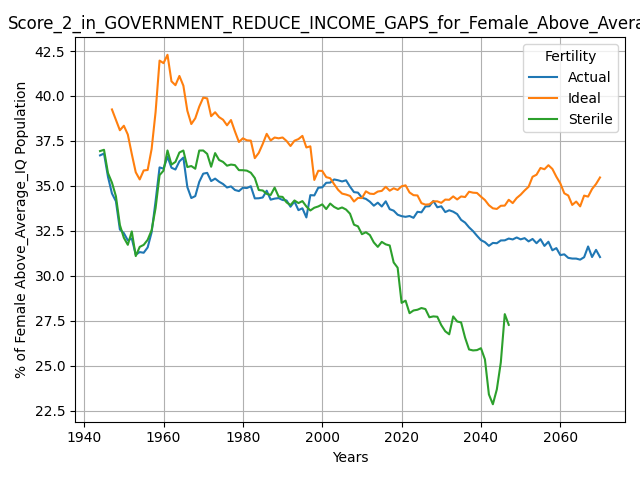 Score_2_in_GOVERNMENT_REDUCE_INCOME_GAPS_for_Female_Above_Avera
42.5
40.0
37.5
35.0
32.5
30.0
27.5
25.0
22.5
% of Female Above_Average_IQ Population
Fertility
Actual
Ideal
Sterile
1940
1960
1980
2000
2020
2040
2060
Years